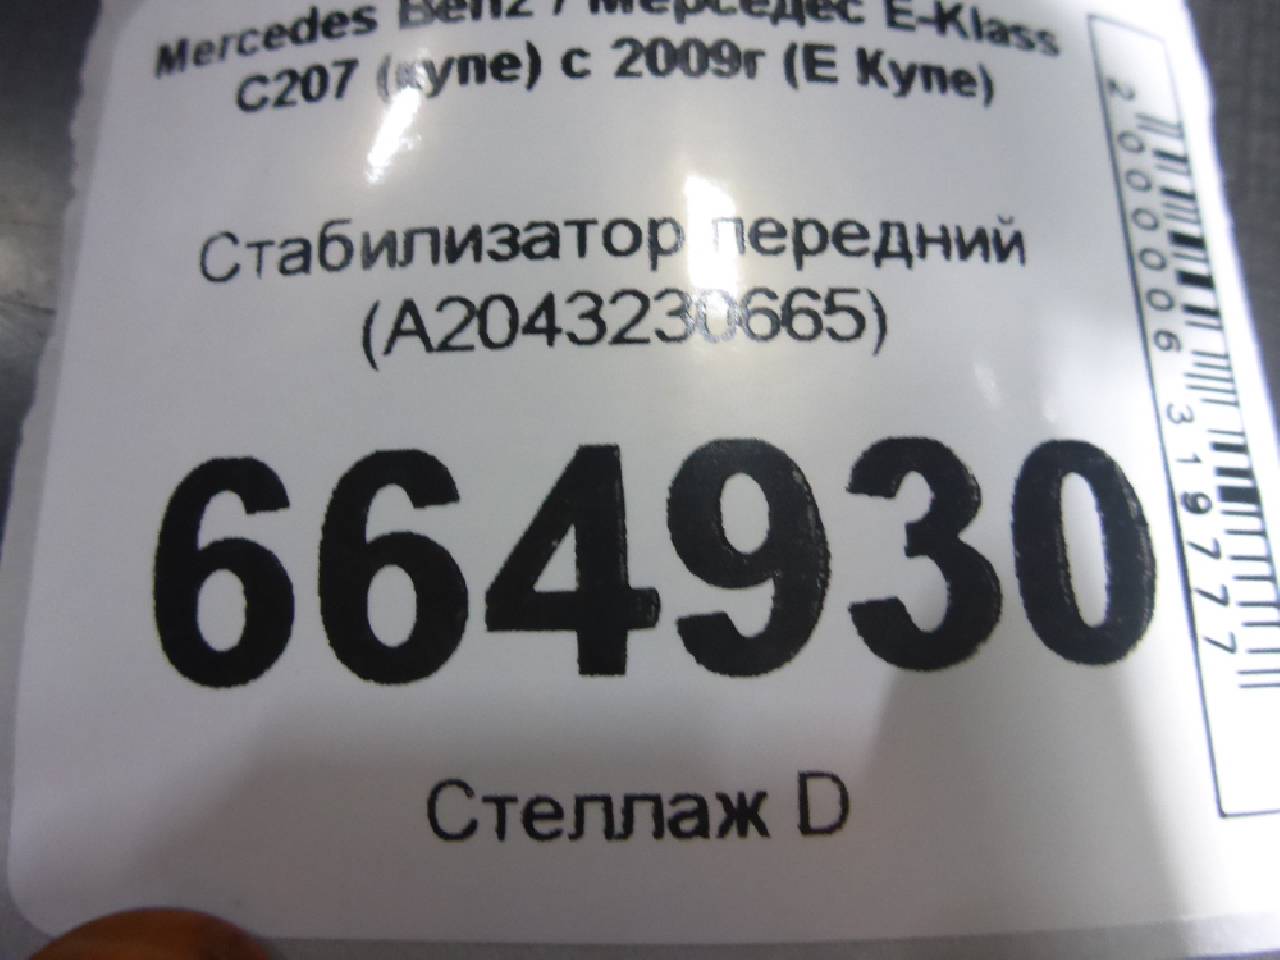 Mercedes Benz / Мерседес E-Klass
C207 (купе) с 2009г (Е Купе)
Стабилизатор передний
(A2043230665)
664930
Стеллаж D
2000006319777